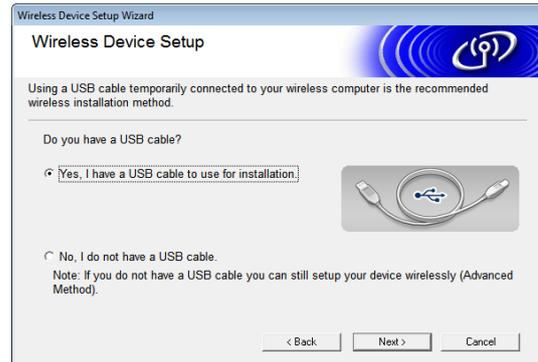 Wireless Device Setup Wizard
Wireless Device Setup
Using a USB cable temporarily connected to your wireless computer is the recommended
wireless installation method.
Do you have a USB cable?
Yes, I have a USB cable to use for installation.
No, I do not have a USB cable.
Note: If you do not have a USB cable you can still setup your device wirelessly (Advanced
Method).
< Back
Next >
Cancel